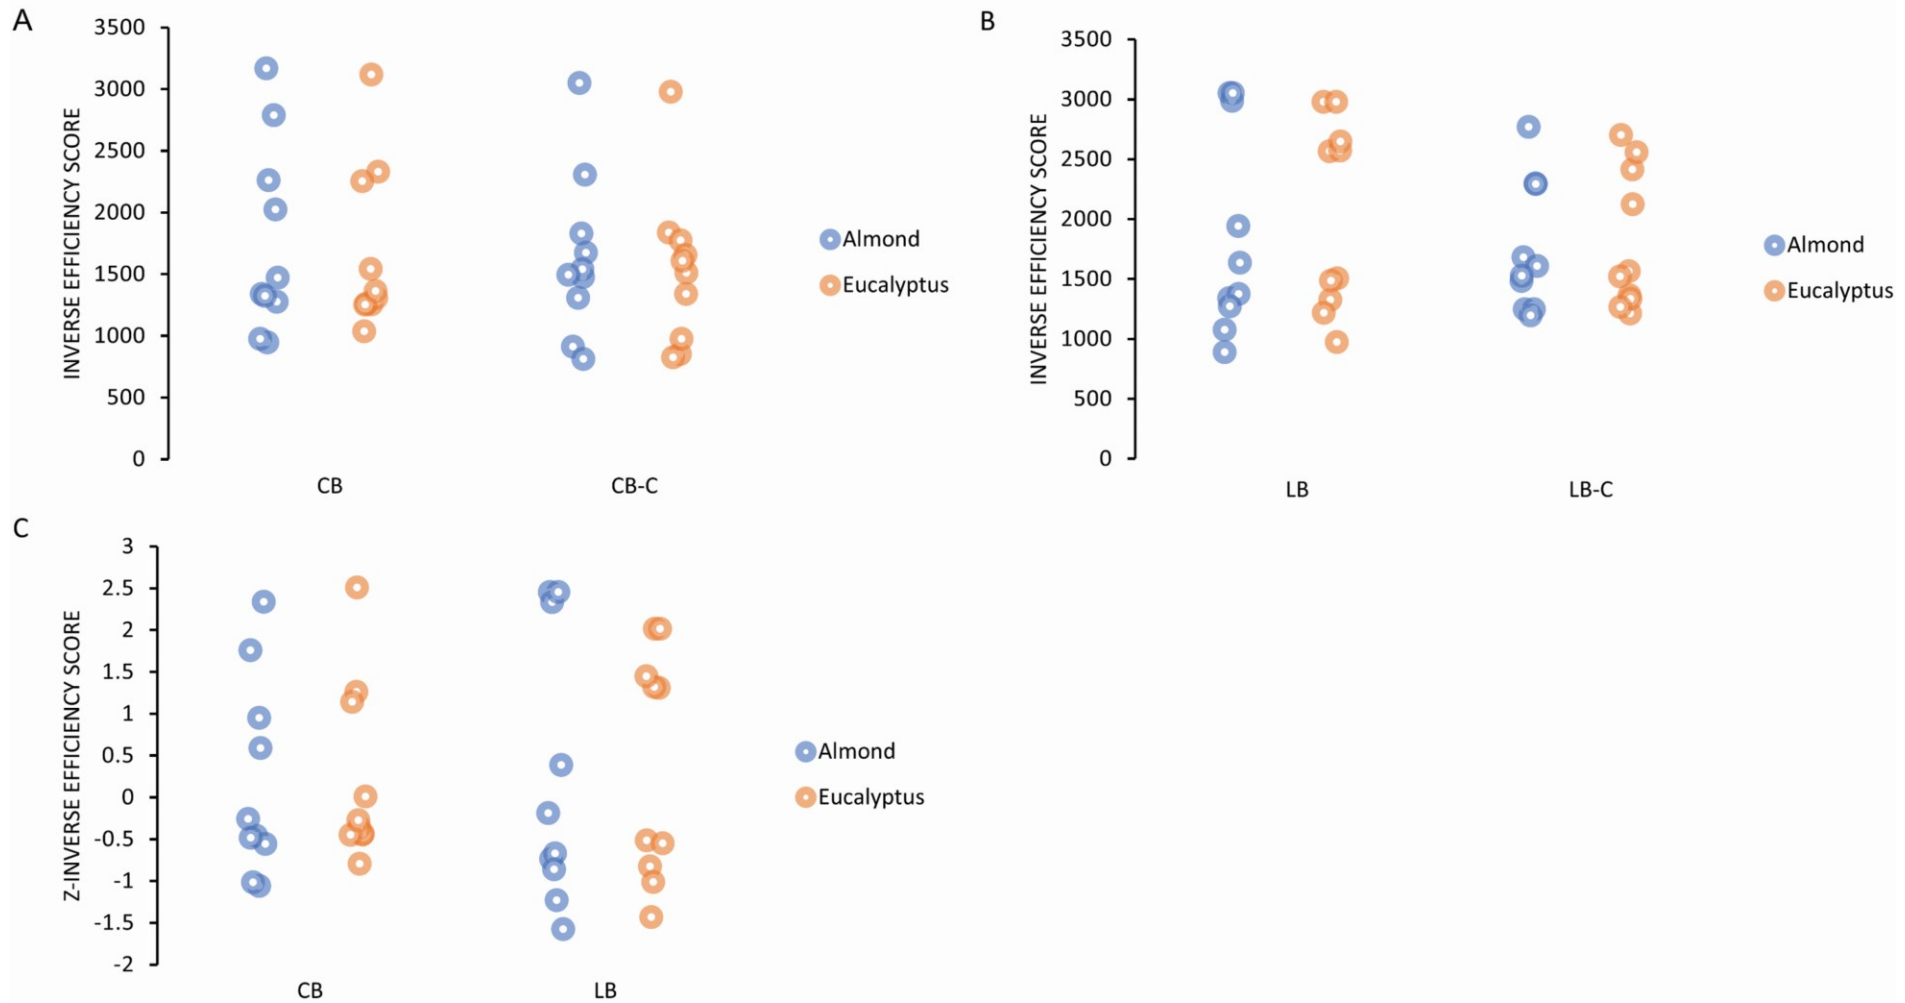 A
INVERSE EFFICIENCY SCORE
3500
3000
2500
2000
1500
1000
500
0
CB
CB-C
Almond
Eucalyptus
B
INVERSE EFFICIENCY SCORE
3500
3000
2500
2000
1500
1000
500
0
LB
LB-C
Almond
Eucalyptus
C
Z-INVERSE EFFICIENCY SCORE
3
2.5
2
1.5
1
0.5
0
-0.5
-1
-1.5
-2
CB
LB
Almond
Eucalyptus